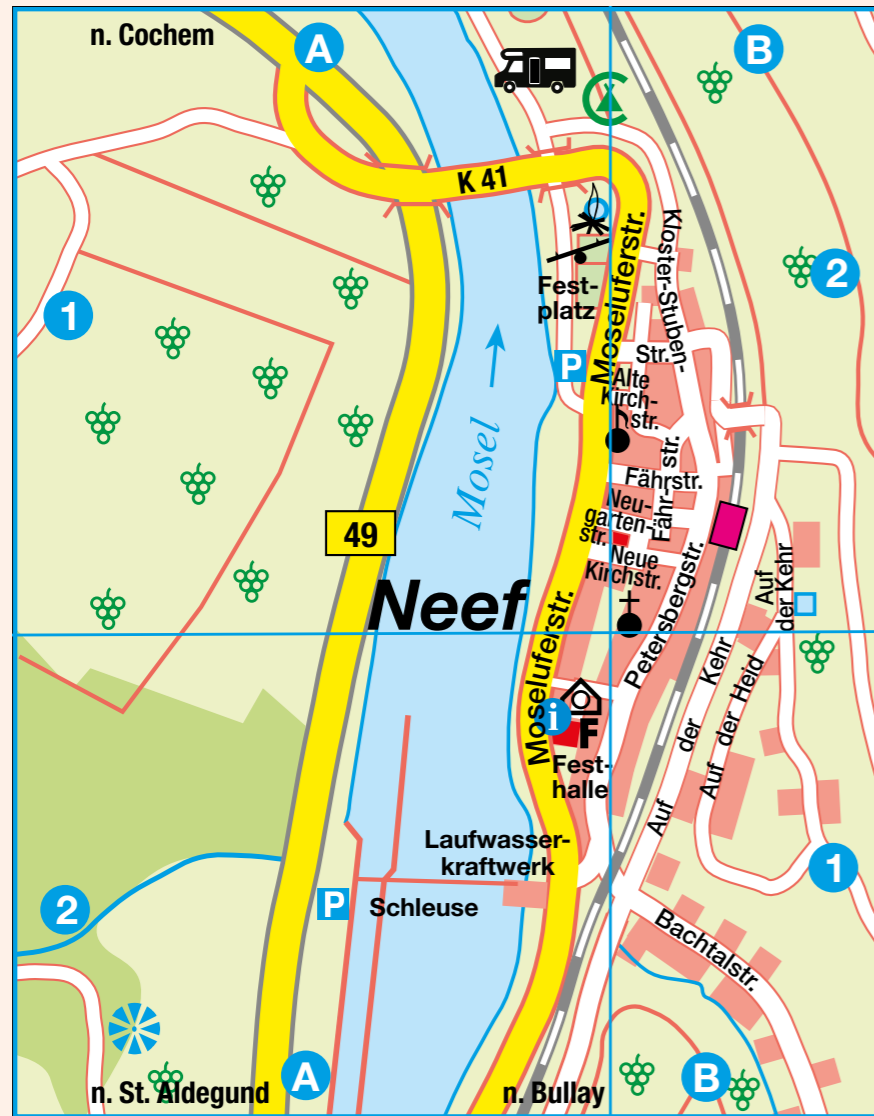 n. Cochem
A
B
K 41
Kloster-Stuben-
Str.
Moseluferstr.
2
1
Fest-
platz
P
Alte
Kirch-
str.
Mosel
Fährstr.
Fähr-str.
Neu-
garten-
str.
49
Neue
Kirchstr.
Petersbergstr.
Auf
der Kehr
Neef
Moseluferstr.
i
F
Fest-
halle
Auf der Kehr
Auf der Heid
Laufwasser-
kraftwerk
1
2
P
Schleuse
Bachtalstr.
n. St. Aldegund
A
n. Bullay
B